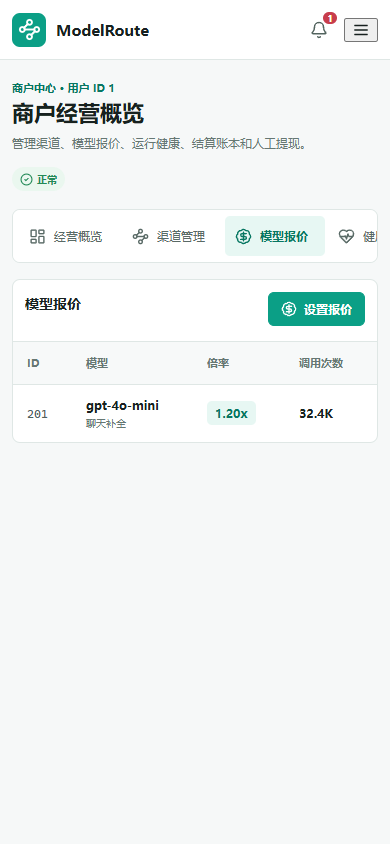 ModelRoute
1
商户中心 • 用户 ID 1
商户经营概览
管理渠道、模型报价、运行健康、结算账本和人工提现。
正常
经营概览 渠道管理 模型报价 健
模型报价 设置报价
ID 模型 倍率 调用次数
201 gpt-4o-mini 1.20x 32.4K
聊天补全